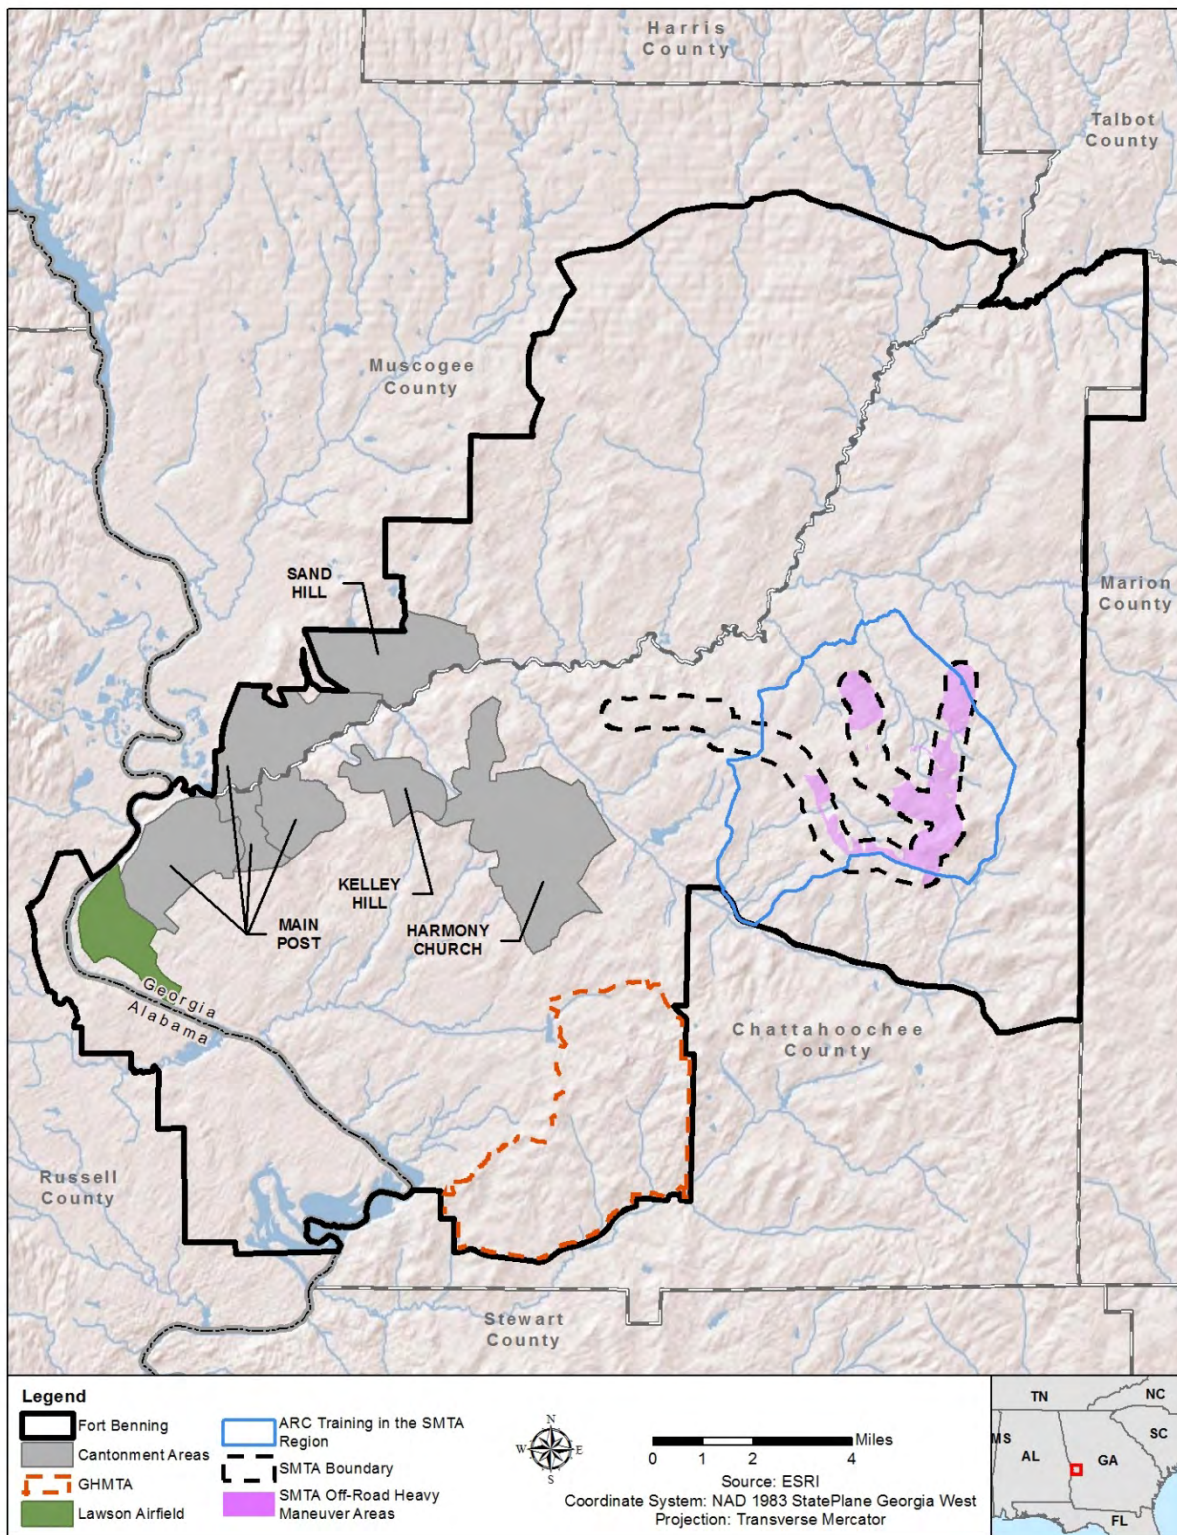 Harris
County
Talbot
County
Muscogee
County
SAND
HILL
Marion
County
KELLEY
HILL
MAIN
POST
HARMONY
CHURCH
Georgia
Alabama
Chattahoochee
County
Russell
County
Stewart
County
Legend
Fort Benning
Cantonment Areas
GHMTA
Lawson Airfield
ARC Training in the SMTA
Region
SMTA Boundary
SMTA Off-Road Heavy
Maneuver Areas
N
W E
S
Miles
0 1 2 4
Source: ESRI
Coordinate System: NAD 1983 StatePlane Georgia West
Projection: Transverse Mercator
TN NC
SC
MS AL GA
FL